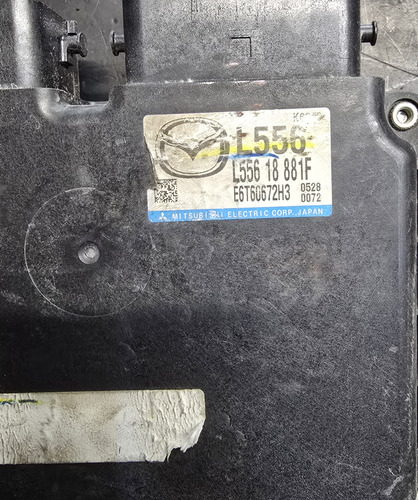 L556
L556 18 881F
E6T60672H3 0528
0072
MITSUBISHI ELECTRIC CORP. JAPAN